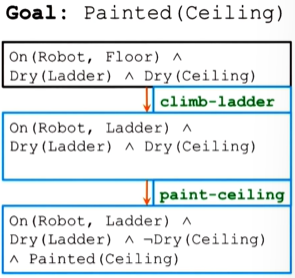 Goal: Painted(Ceiling)
On(Robot, Floor) ∧
Dry(Ladder) ∧ Dry(Ceiling)
climb-ladder
On(Robot, Ladder) ∧
Dry(Ladder) ∧ Dry(Ceiling)
paint-ceiling
On(Robot, Ladder) ∧
Dry(Ladder) ∧ ¬Dry(Ceiling)
∧ Painted(Ceiling)